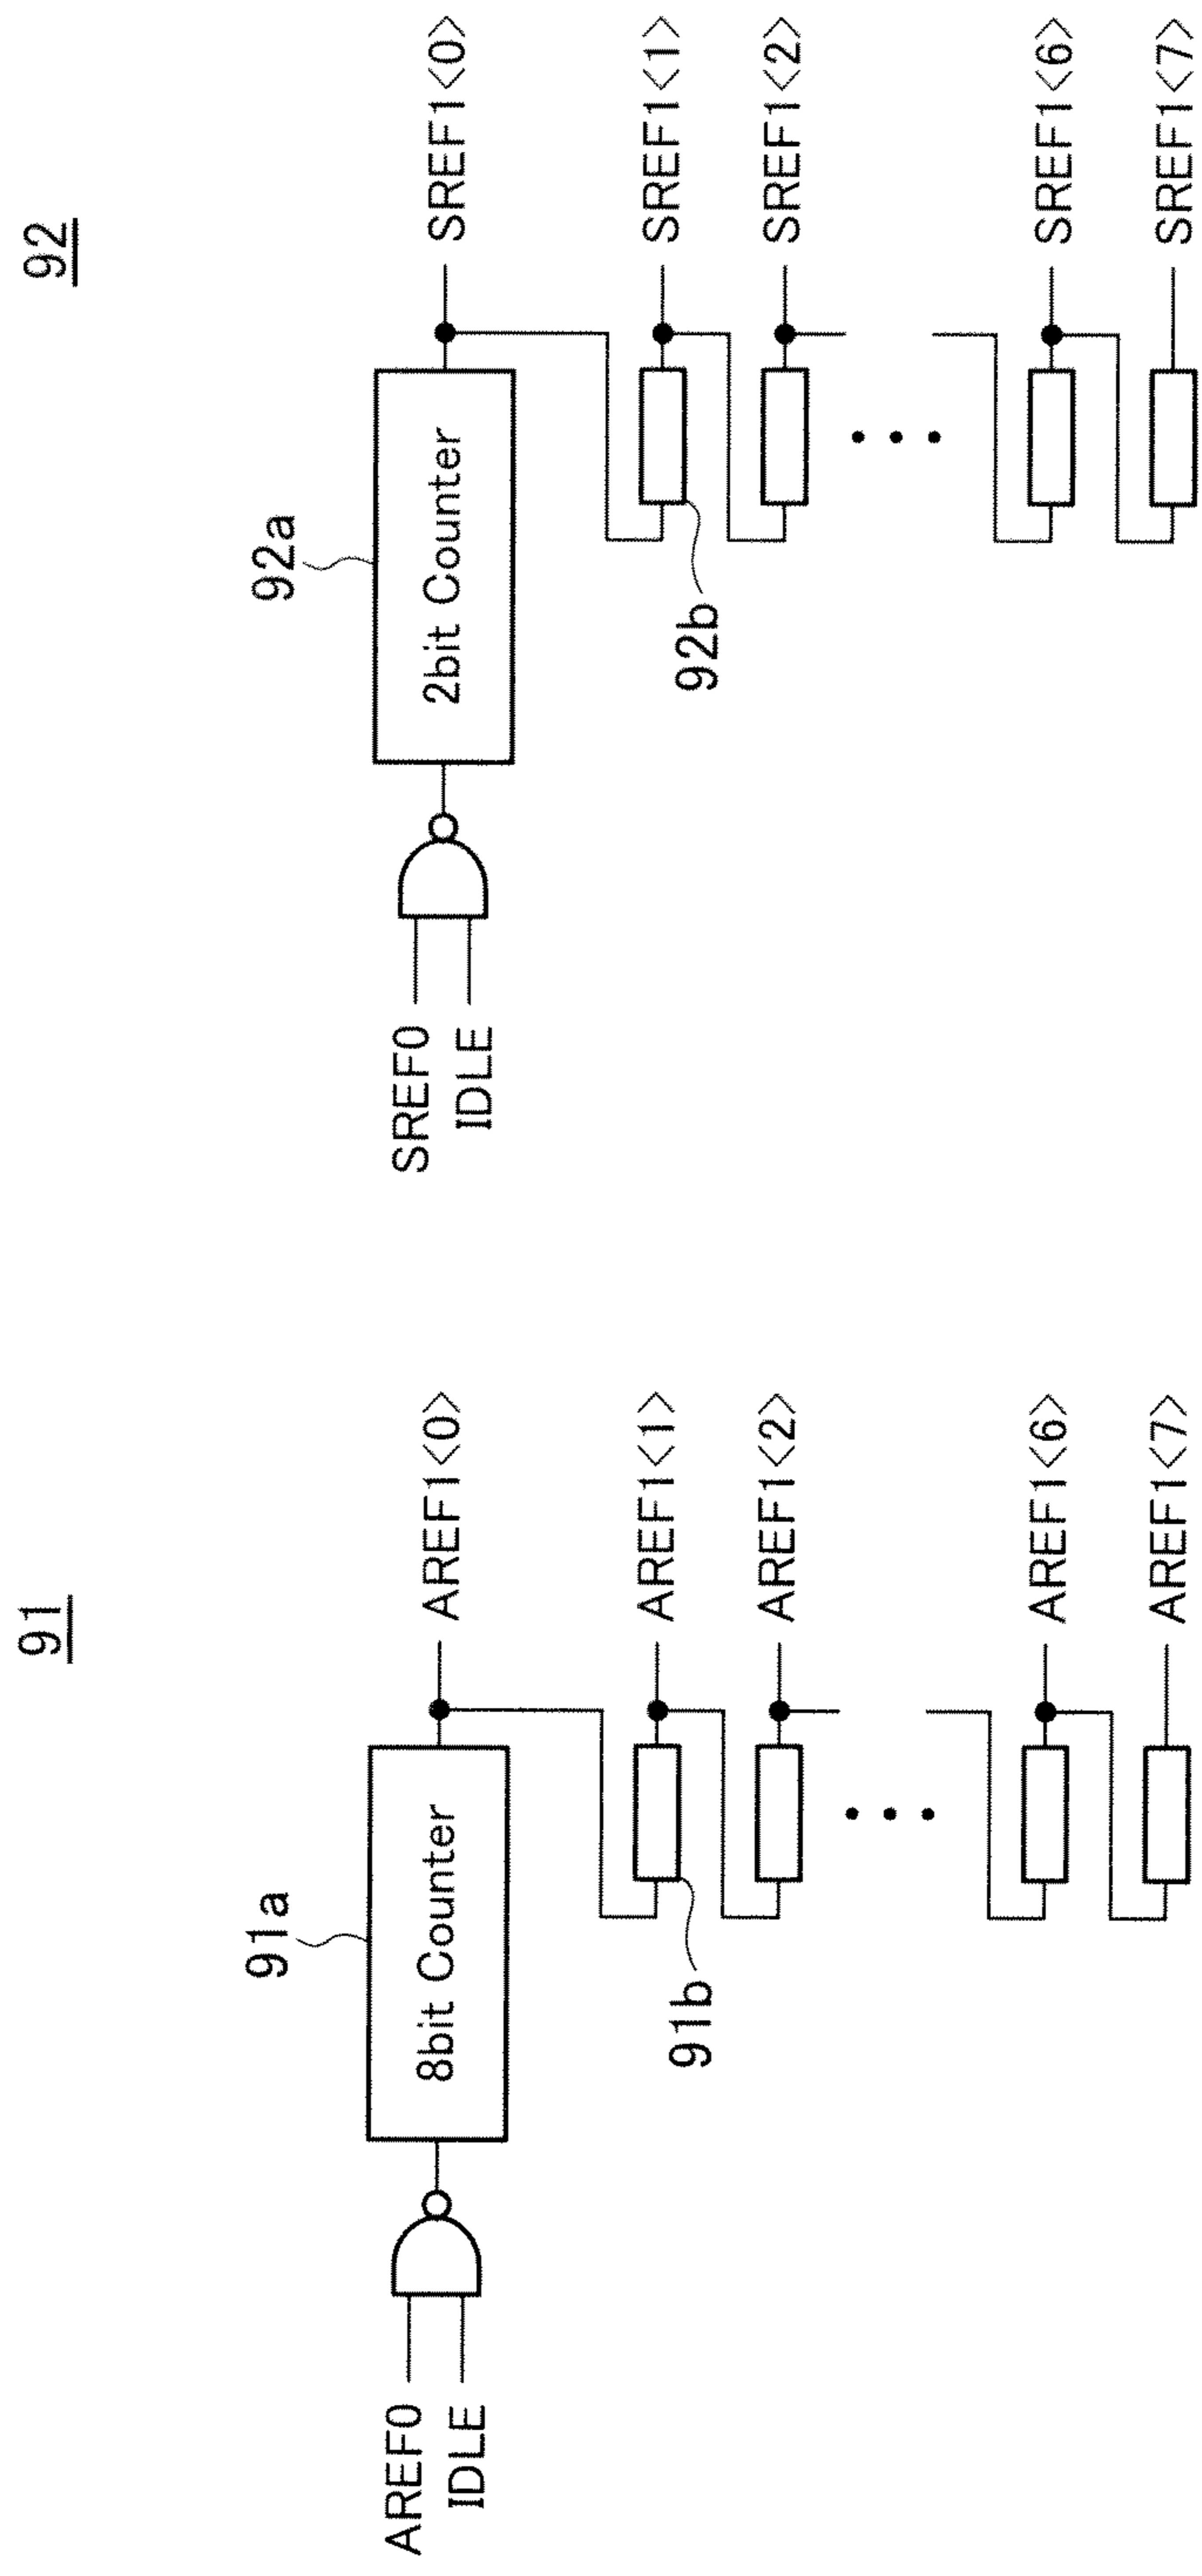 91
91a
8bit Counter
AREF0
IDLE
91b
AREF1<0>
AREF1<1>
AREF1<2>
AREF1<6>
AREF1<7>
92
92a
2bit Counter
SREF0
IDLE
92b
SREF1<0>
SREF1<1>
SREF1<2>
SREF1<6>
SREF1<7>